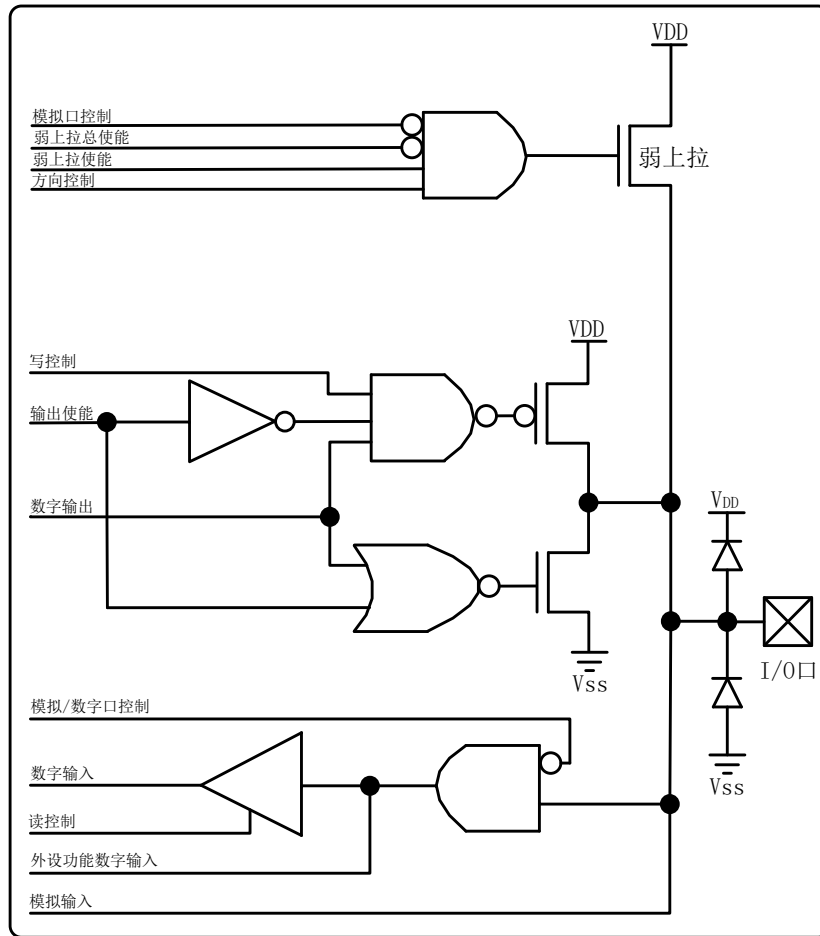 VDD
模拟口控制
弱上拉总使能
弱上拉使能
方向控制
弱上拉
VDD
写控制
输出使能
数字输出
VDD
I/O口
Vss
模拟/数字口控制
数字输入
Vss
读控制
外设功能数字输入
模拟输入